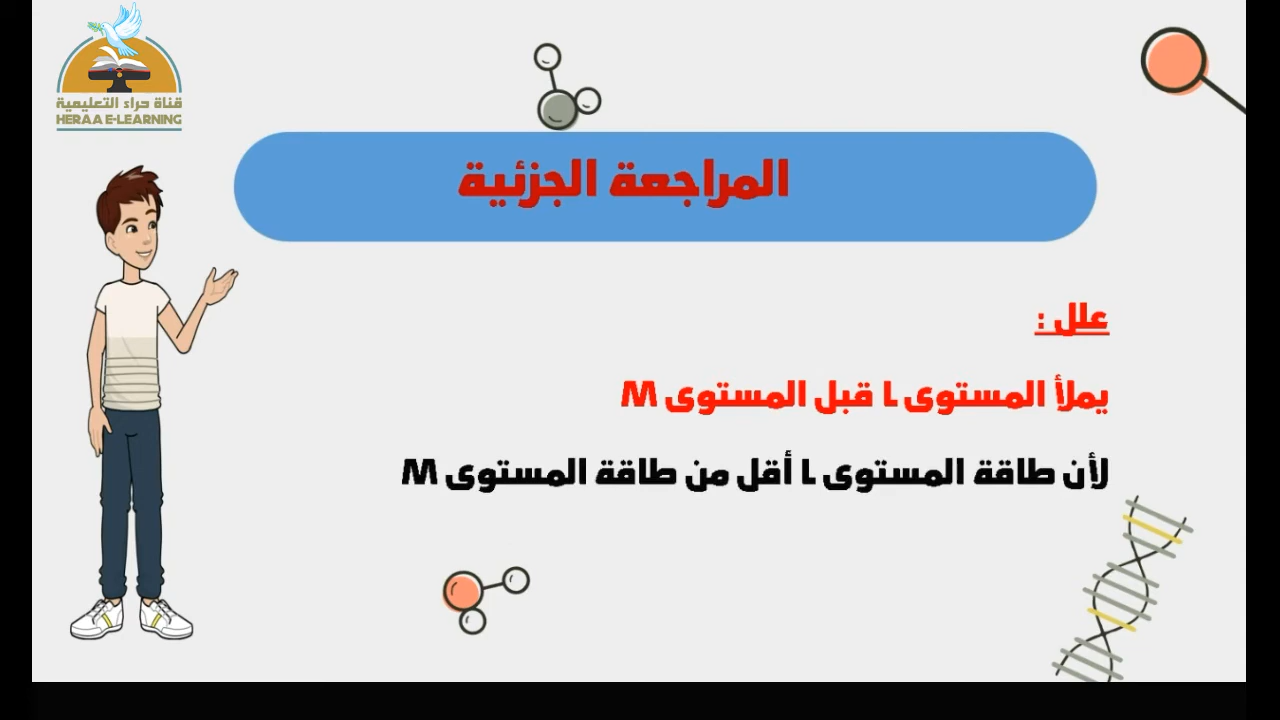 قناة حراء التعليمية
HERAA E-LEARNING
المراجعة الجزئية
علل :
يملأ المستوى L قبل المستوى M
لأن طاقة المستوى L أقل من طاقة المستوى M